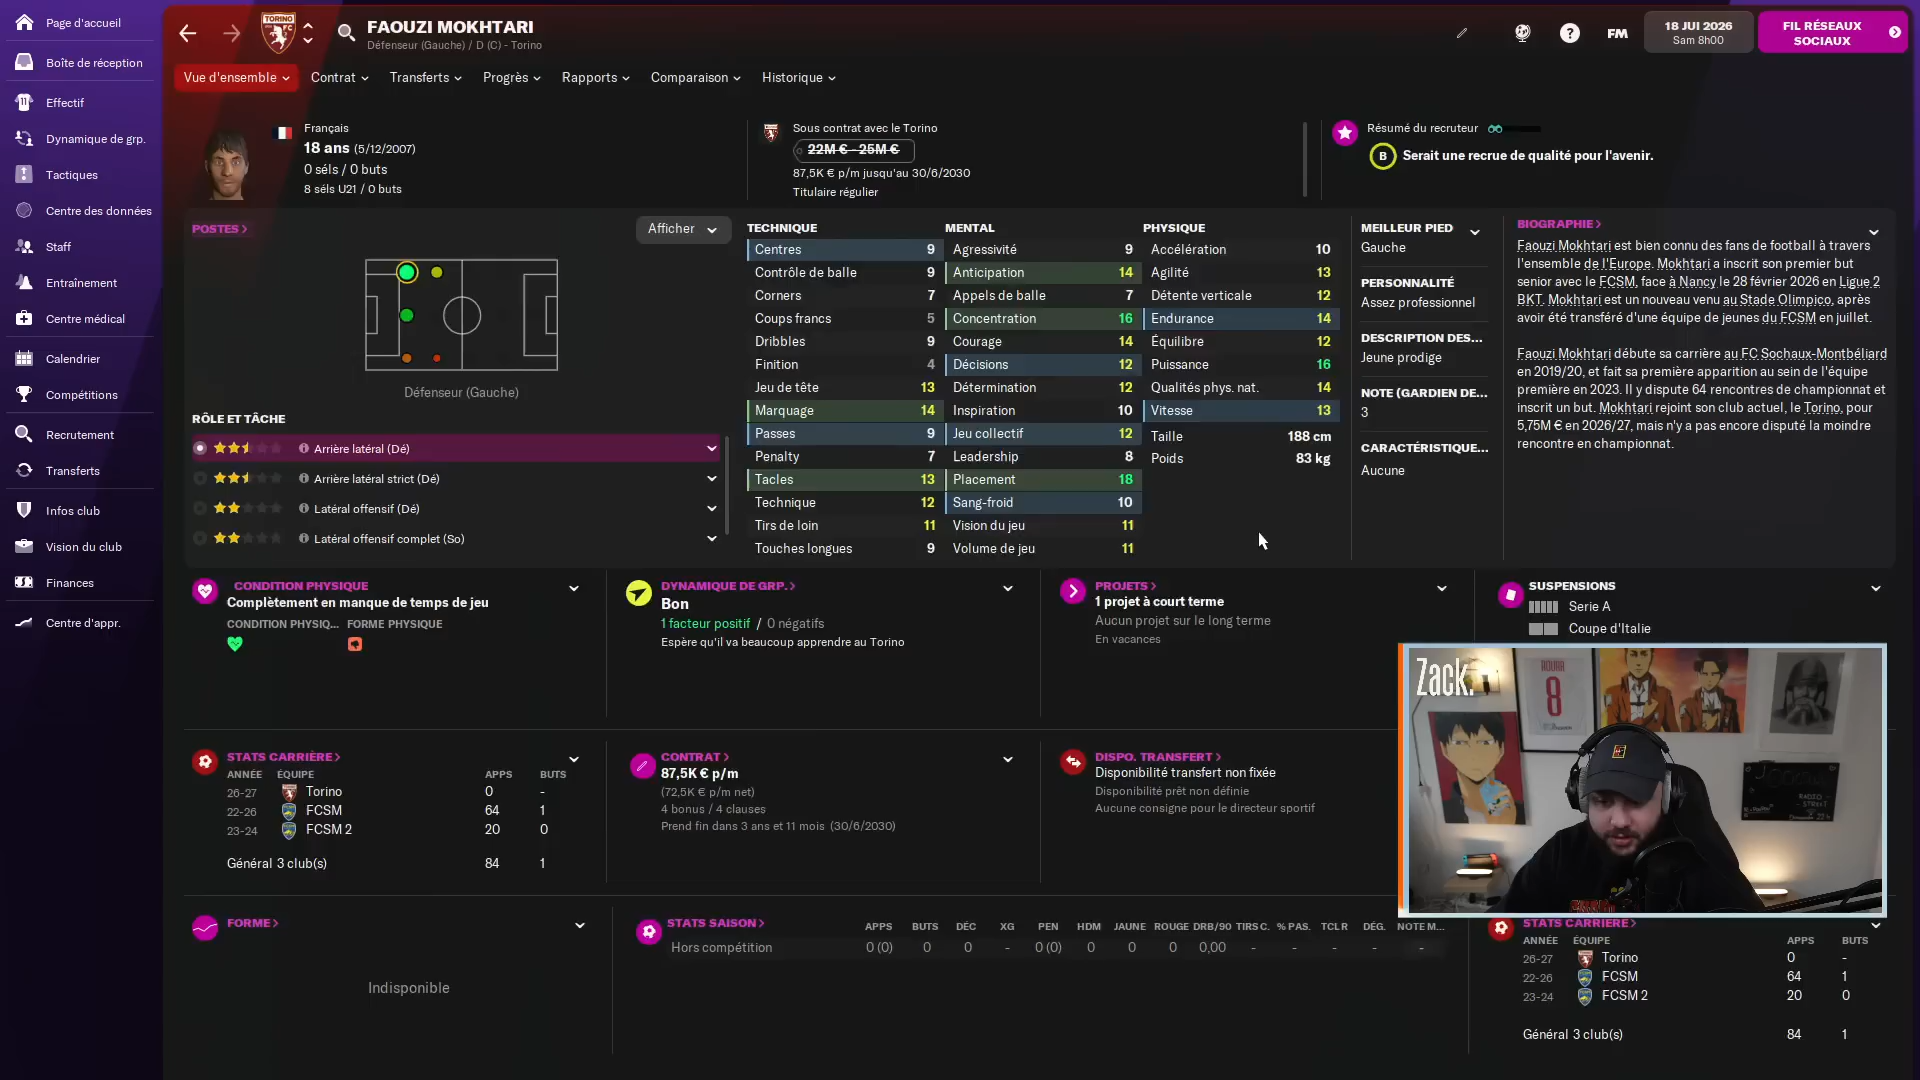 Page d'accueil
Boîte de réception
Effectif
Dynamique de grp.
Tactiques
Centre des données
Staff
Entraînement
Centre médical
Calendrier
Compétitions
Recrutement
Transferts
Infos club
Vision du club
Finances
Centre d'appr.
TORINO
FAOUZI MOKHTARI
Défenseur (Gauche) / D (C) - Torino
FM
18 JUI 2026
Sam 8h00
FIL RÉSEAUX
SOCIAUX
Vue d'ensemble
Contrat
Transferts
Progrès
Rapports
Comparaison
Historique
Français
18 ans (5/12/2007)
0 séls / 0 buts
8 séls U21 / 0 buts
Sous contrat avec le Torino
22M € - 25M €
87,5K € p/m jusqu'au 30/6/2030
Titulaire régulier
Résumé du recruteur
B Serait une recrue de qualité pour l'avenir.
POSTES
Afficher
Défenseur (Gauche)
RÔLE ET TÂCHE
Arrière latéral (Dé)
Arrière latéral strict (Dé)
Latéral offensif (Dé)
Latéral offensif complet (So)
TECHNIQUE
Centres 9
Contrôle de balle 9
Corners 7
Coups francs 5
Dribbles 9
Finition 4
Jeu de tête 13
Marquage 14
Passes 9
Penalty 7
Tacles 13
Technique 12
Tirs de loin 11
Touches longues 9
MENTAL
Agressivité 9
Anticipation 14
Appels de balle 7
Concentration 16
Courage 14
Décisions 12
Détermination 12
Inspiration 10
Jeu collectif 12
Leadership 8
Placement 18
Sang-froid 10
Vision du jeu 11
Volume de jeu 11
PHYSIQUE
Accélération 10
Agilité 13
Détente verticale 12
Endurance 14
Équilibre 12
Puissance 16
Qualités phys. nat. 14
Vitesse 13
Taille 188 cm
Poids 83 kg
MEILLEUR PIED
Gauche
PERSONNALITÉ
Assez professionnel
DESCRIPTION DES...
Jeune prodige
NOTE (GARDIEN DE...
3
CARACTÉRISTIQUE...
Aucune
BIOGRAPHIE
Faouzi Mokhtari est bien connu des fans de football à travers
l'ensemble de l'Europe. Mokhtari a inscrit son premier but
senior avec le FCSM, face à Nancy le 28 février 2026 en Ligue 2
BKT. Mokhtari est un nouveau venu au Stade Olimpico, après
avoir été transféré d'une équipe de jeunes du FCSM en juillet.
Faouzi Mokhtari débute sa carrière au FC Sochaux-Montbéliard
en 2019/20, et fait sa première apparition au sein de l'équipe
première en 2023. Il y dispute 64 rencontres de championnat et
inscrit un but. Mokhtari rejoint son club actuel, le Torino, pour
5,75M € en 2026/27, mais n'y a pas encore disputé la moindre
rencontre en championnat.
CONDITION PHYSIQUE
Complètement en manque de temps de jeu
CONDITION PHYSIQ... FORME PHYSIQUE
DYNAMIQUE DE GRP.
Bon
1 facteur positif / 0 négatifs
Espère qu'il va beaucoup apprendre au Torino
PROJETS
1 projet à court terme
Aucun projet sur le long terme
En vacances
SUSPENSIONS
Serie A
Coupe d'Italie
Zack.
8
STATS CARRIÈRE
ANNÉE ÉQUIPE APPS BUTS
26-27 Torino 0 -
22-26 FCSM 64 1
23-24 FCSM 2 20 0
Général 3 club(s) 84 1
CONTRAT
87,5K € p/m
(72,5K € p/m net)
4 bonus / 4 clauses
Prend fin dans 3 ans et 11 mois (30/6/2030)
DISPO. TRANSFERT
Disponibilité transfert non fixée
Disponibilité prêt non définie
Aucune consigne pour le directeur sportif
FORME
Indisponible
STATS SAISON
APPS BUTS DÉC XG PEN HDM JAUNE ROUGE DRB/90 TIRS C. % PAS. TCL R DÉG. NOTE M...
Hors compétition 0 (0) 0 0 - 0 (0) 0 0 0 0,00 - - - - -
STATS CARRIÈRE
ANNÉE ÉQUIPE APPS BUTS
26-27 Torino 0 -
22-26 FCSM 64 1
23-24 FCSM 2 20 0
Général 3 club(s) 84 1